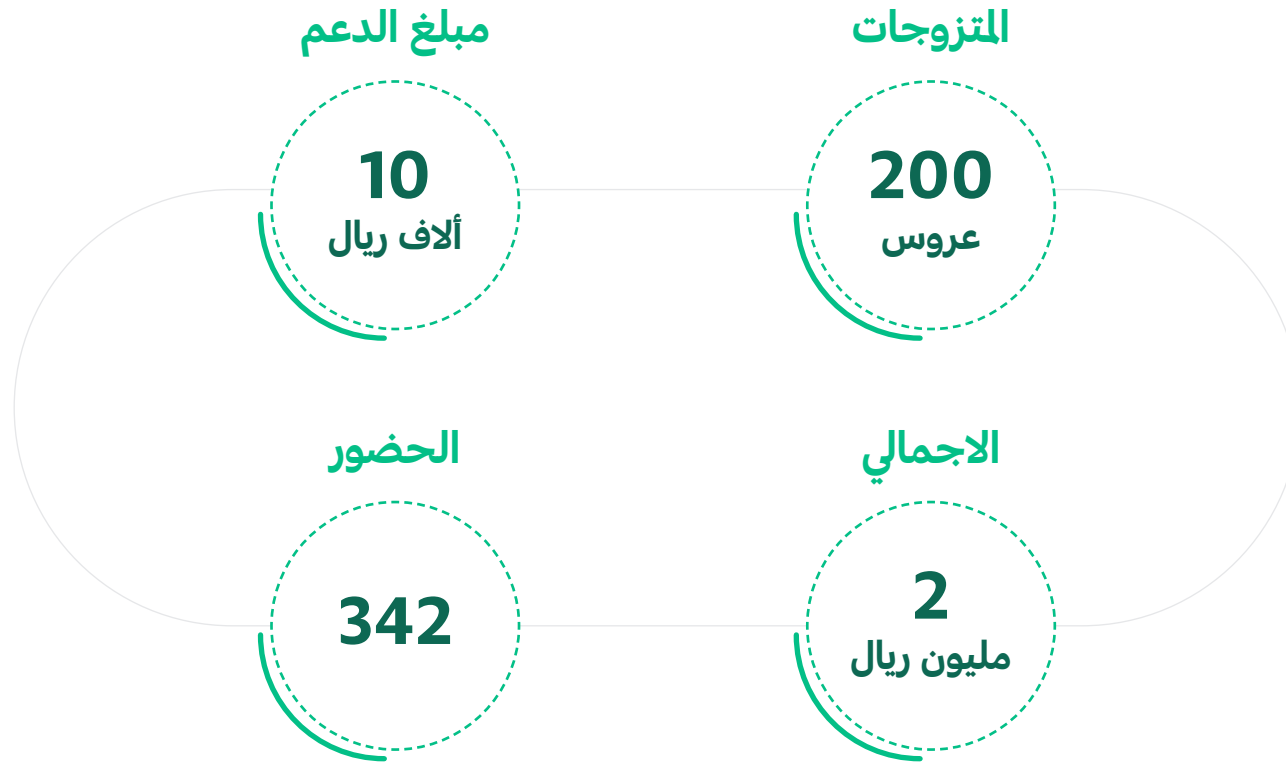 المتزوجات
200
عروس
مبلغ الدعم
10
ألاف ريال
الاجمالي
2
مليون ريال
الحضور
342